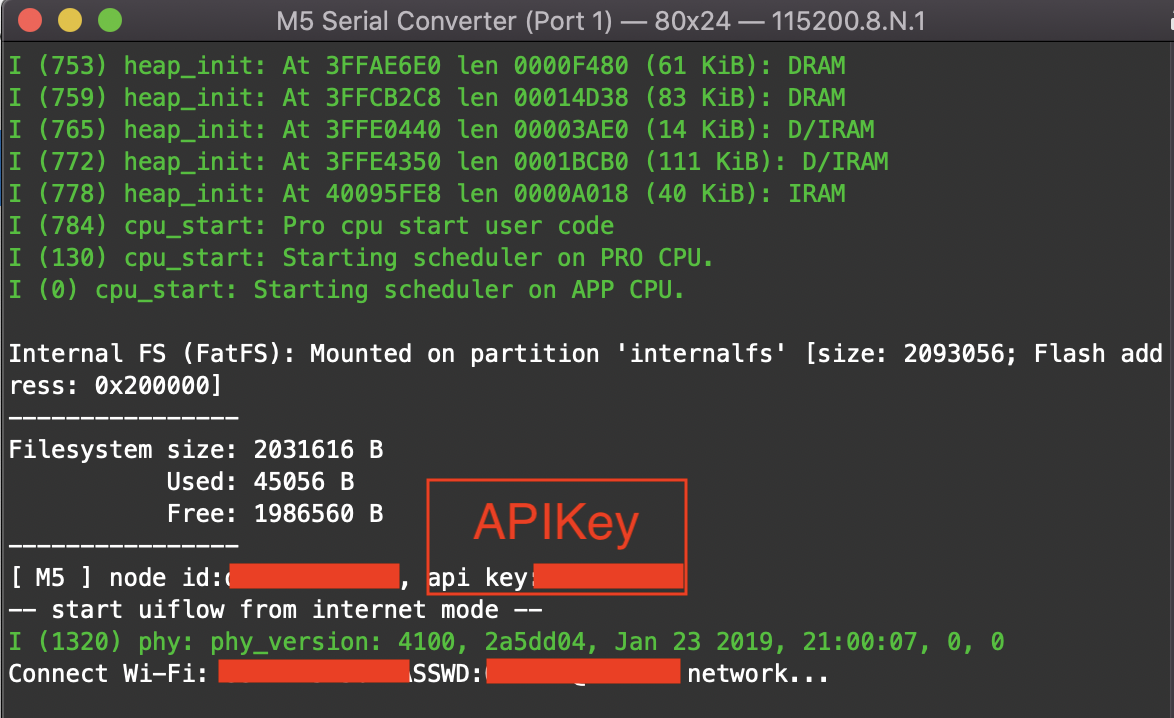 M5 Serial Converter (Port 1) — 80x24 — 115200.8.N.1
I (753) heap_init: At 3FFAE6E0 len 0000F480 (61 KiB): DRAM
I (759) heap_init: At 3FFCB2C8 len 00014D38 (83 KiB): DRAM
I (765) heap_init: At 3FFE0440 len 00003AE0 (14 KiB): D/IRAM
I (772) heap_init: At 3FFE4350 len 0001BCB0 (111 KiB): D/IRAM
I (778) heap_init: At 40095FE8 len 0000A018 (40 KiB): IRAM
I (784) cpu_start: Pro cpu start user code
I (130) cpu_start: Starting scheduler on PRO CPU.
I (0) cpu_start: Starting scheduler on APP CPU.
Internal FS (FatFS): Mounted on partition 'internalfs' [size: 2093056; Flash add
ress: 0x200000]
----------------
Filesystem size: 2031616 B
Used: 45056 B
Free: 1986560 B
----------------
APIKey
[ M5 ] node id: , api key:
-- start uiflow from internet mode --
I (1320) phy: phy_version: 4100, 2a5dd04, Jan 23 2019, 21:00:07, 0, 0
Connect Wi-Fi: ASSWD: network...